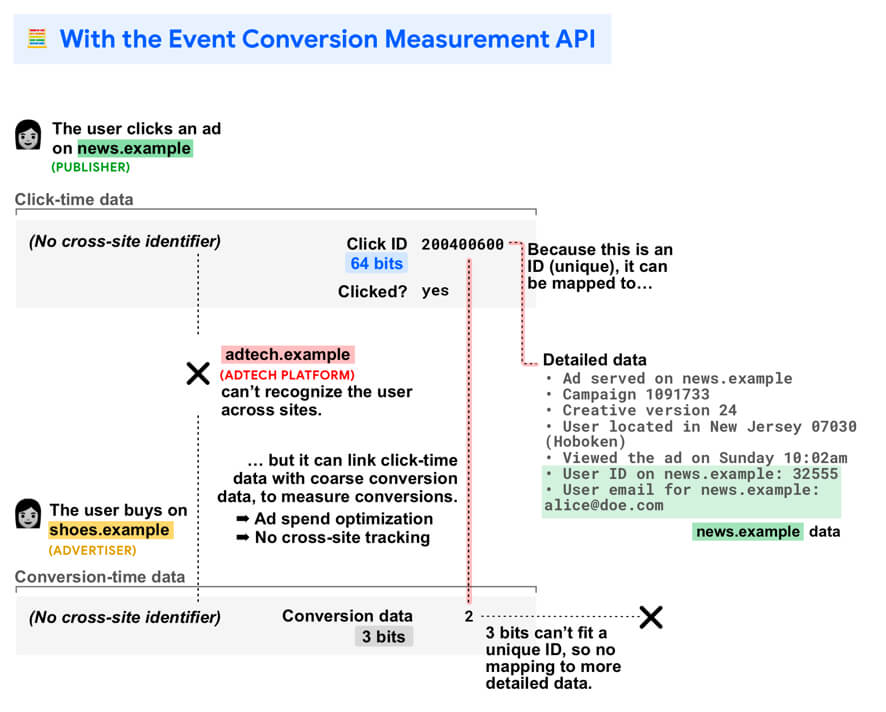 With the Event Conversion Measurement API
The user clicks an ad
on news.example
(PUBLISHER)
Click-time data
(No cross-site identifier)
Click ID 200400600
64 bits
Clicked? yes
Because this is an
ID (unique), it can
be mapped to…
adtech.example
(ADTECH PLATFORM)
can’t recognize the user
across sites.
Detailed data
• Ad served on news.example
• Campaign 1091733
• Creative version 24
• User located in New Jersey 07030
(Hoboken)
• Viewed the ad on Sunday 10:02am
• User ID on news.example: 32555
• User email for news.example:
alice@doe.com
news.example data
… but it can link click-time
data with coarse conversion
data, to measure conversions.
➡ Ad spend optimization
➡ No cross-site tracking
The user buys on
shoes.example
(ADVERTISER)
Conversion-time data
(No cross-site identifier)
Conversion data 2
3 bits
3 bits can’t fit a
unique ID, so no
mapping to more
detailed data.